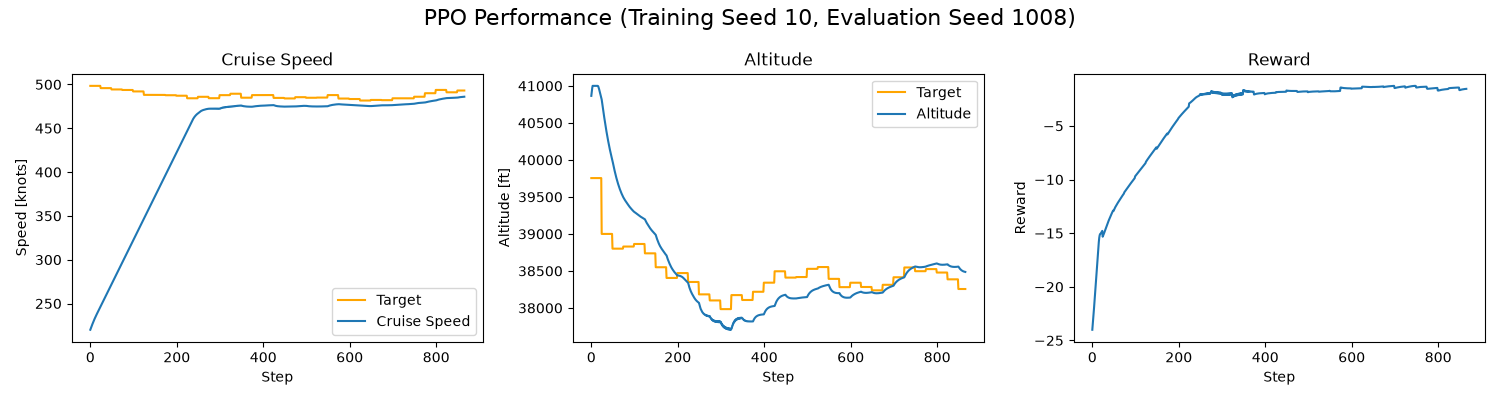 PPO Performance (Training Seed 10, Evaluation Seed 1008)
Cruise Speed
Speed [knots]
500
450
400
350
300
250
0 200 400 600 800
Step
Target
Cruise Speed
Altitude
Altitude [ft]
41000
40500
40000
39500
39000
38500
38000
0 200 400 600 800
Step
Target
Altitude
Reward
Reward
−5
−10
−15
−20
−25
0 200 400 600 800
Step